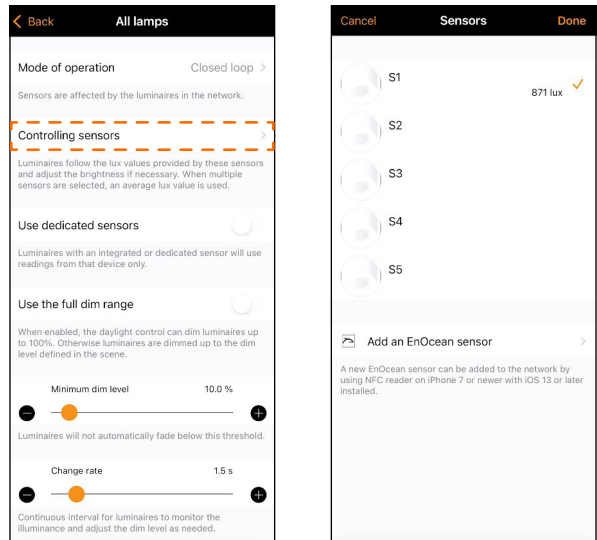 Back
All lamps
Mode of operation
Closed loop
Sensors are affected by the luminaires in the network.
Controlling sensors
Luminaires follow the lux values provided by these sensors
and adjust the brightness if necessary. When multiple
sensors are selected, an average lux value is used.
Use dedicated sensors
Luminaires with an integrated or dedicated sensor will use
readings from that device only.
Use the full dim range
When enabled, the daylight control can dim luminaires up
to 100%. Otherwise luminaires are dimmed up to the dim
level defined in the scene.
Minimum dim level
10.0 %
Luminaires will not automatically fade below this threshold.
Change rate
1.5 s
Continuous interval for luminaires to monitor the
illuminance and adjust the dim level as needed.
Cancel
Sensors
Done
S1
871 lux
S2
S3
S4
S5
Add an EnOcean sensor
A new EnOcean sensor can be added to the network by
using NFC reader on iPhone 7 or newer with iOS 13 or later
installed.